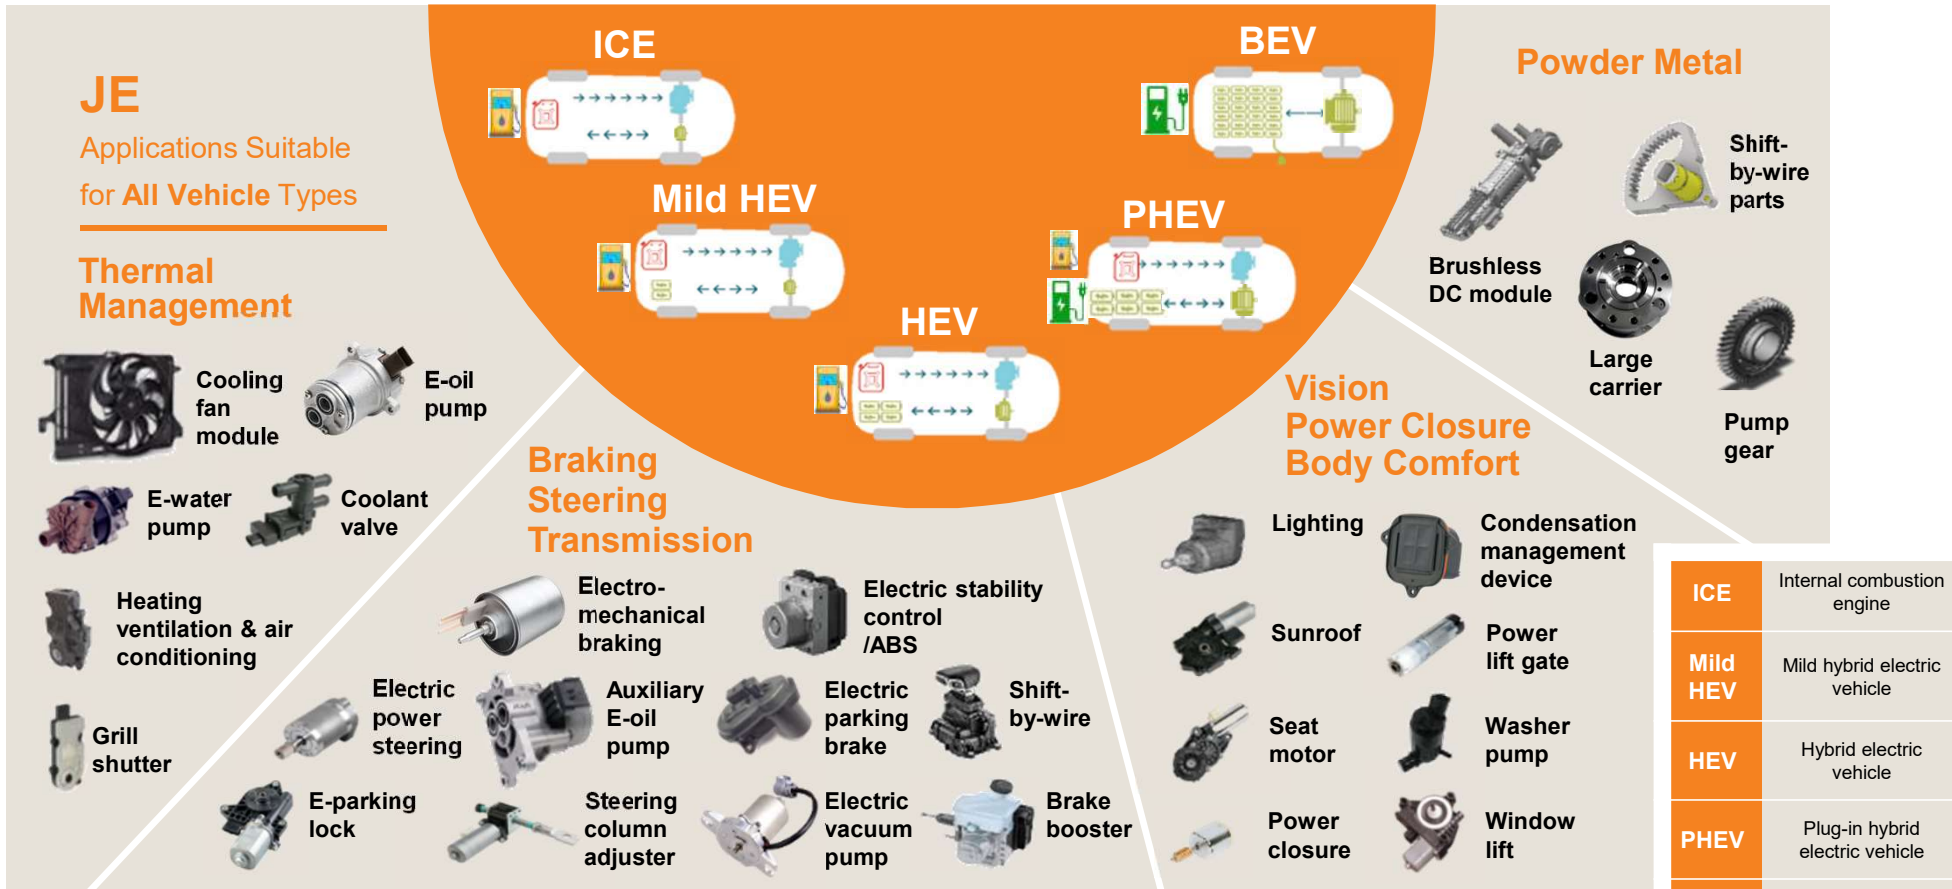 JE
Applications Suitable
for All Vehicle Types
ICE
BEV
Mild HEV
PHEV
HEV
Thermal
Management
Cooling
fan
module
E-oil
pump
E-water
pump
Coolant
valve
Heating
ventilation & air
conditioning
Grill
shutter
Braking
Steering
Transmission
Electro-
mechanical
braking
Electric stability
control
/ABS
Electric
power
steering
Auxiliary
E-oil
pump
Electric
parking
brake
Shift-
by-wire
E-parking
lock
Steering
column
adjuster
Electric
vacuum
pump
Brake
booster
Vision
Power Closure
Body Comfort
Lighting
Condensation
management
device
Sunroof
Power
lift gate
Seat
motor
Washer
pump
Power
closure
Window
lift
Powder Metal
Brushless
DC module
Shift-
by-wire
parts
Large
carrier
Pump
gear
ICE
Internal combustion
engine
Mild
HEV
Mild hybrid electric
vehicle
HEV
Hybrid electric
vehicle
PHEV
Plug-in hybrid
electric vehicle